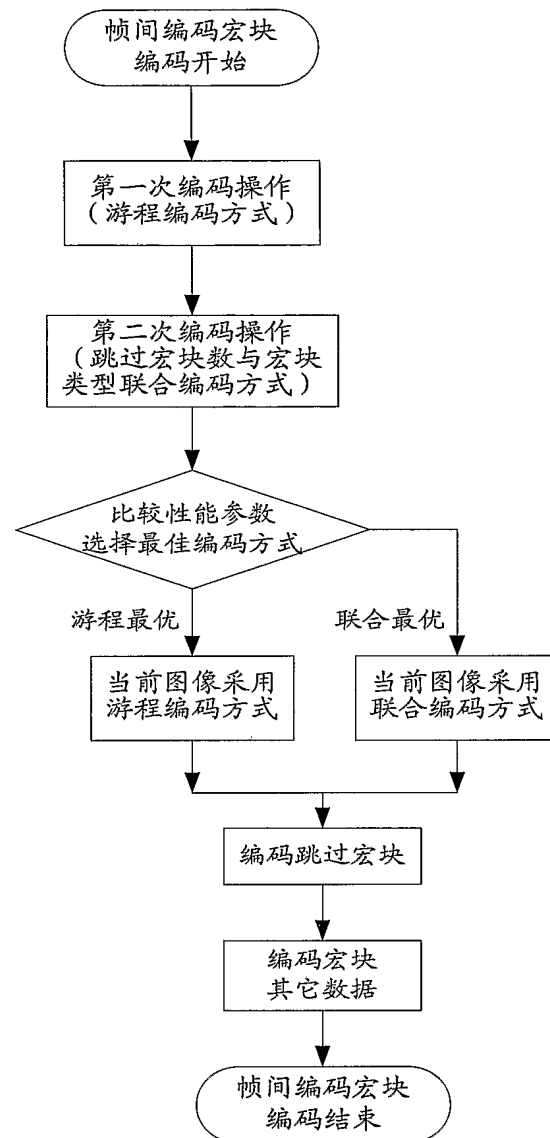 帧间编码宏块
编码开始
第一次编码操作
（游程编码方式）
第二次编码操作
（跳过宏块数与宏块
类型联合编码方式）
比较性能参数
选择最佳编码方式
游程最优
联合最优
当前图像采用
游程编码方式
当前图像采用
联合编码方式
编码跳过宏块
编码宏块
其它数据
帧间编码宏块
编码结束